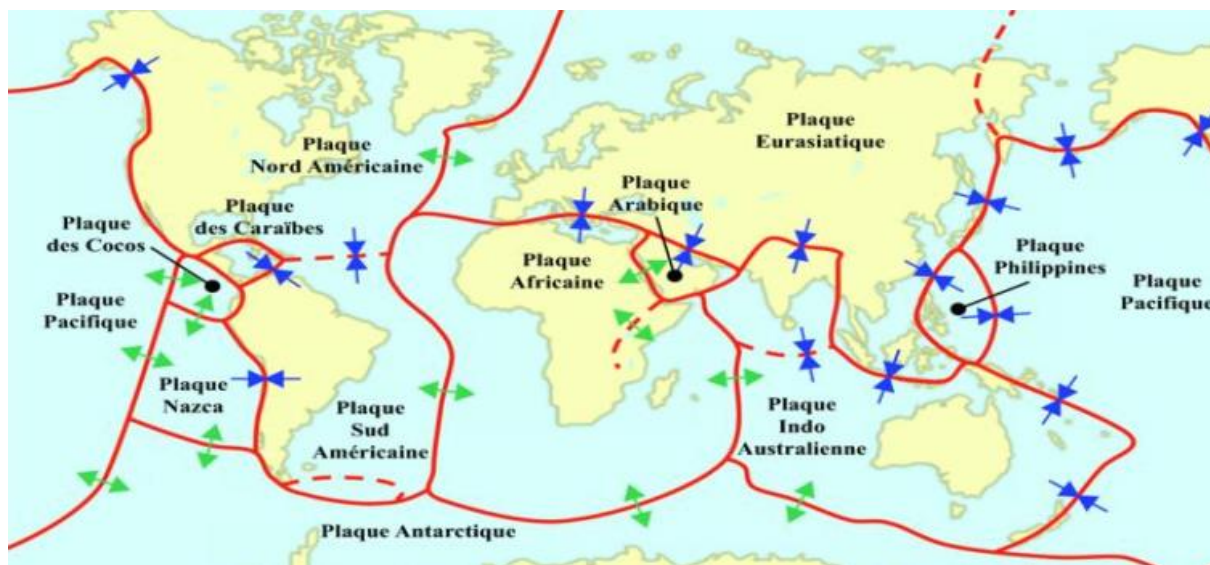 Plaque
Nord Américaine
Plaque
Eurasiatique
Plaque
Arabique
Plaque
des Caraïbes
Plaque
des Cocos
Plaque
Africaine
Plaque
Philippines
Plaque
Pacifique
Plaque
Pacifique
Plaque
Nazca
Plaque
Sud
Américaine
Plaque
Indo
Australienne
Plaque Antarctique